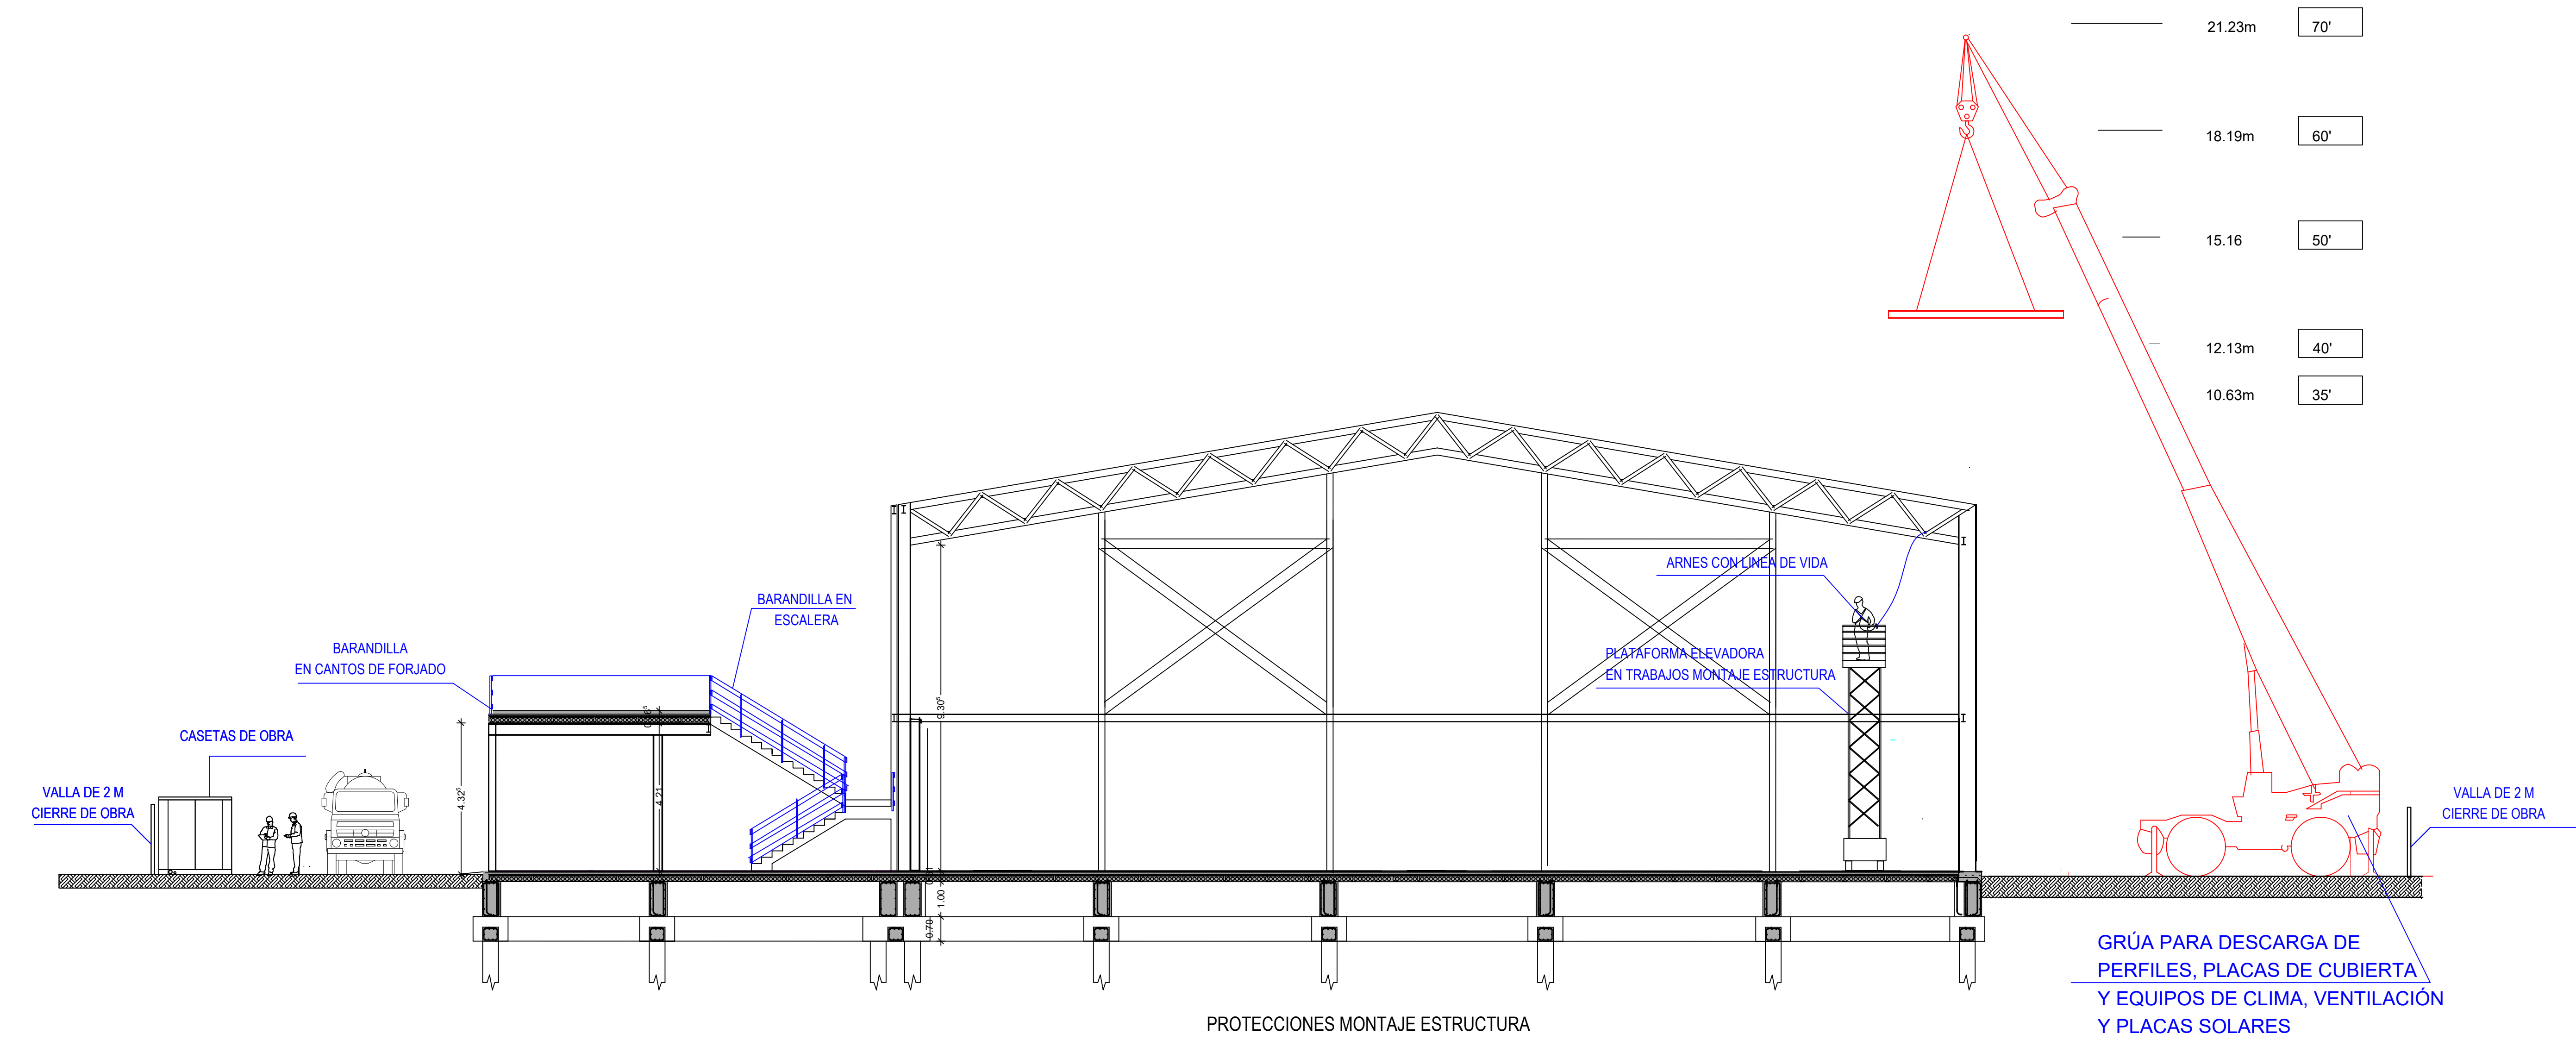 21.23m 70'
18.19m 60'
15.16 50'
12.13m 40'
10.63m 35'
ARNES CON LINEA DE VIDA
BARANDILLA EN
ESCALERA
BARANDILLA
EN CANTOS DE FORJADO
PLATAFORMA ELEVADORA
EN TRABAJOS MONTAJE ESTRUCTURA
9.30⁵
CASETAS DE OBRA
VALLA DE 2 M
CIERRE DE OBRA
4.32⁵
4.21
VALLA DE 2 M
CIERRE DE OBRA
1.00
0.70
GRÚA PARA DESCARGA DE
PERFILES, PLACAS DE CUBIERTA
Y EQUIPOS DE CLIMA, VENTILACIÓN
Y PLACAS SOLARES
PROTECCIONES MONTAJE ESTRUCTURA